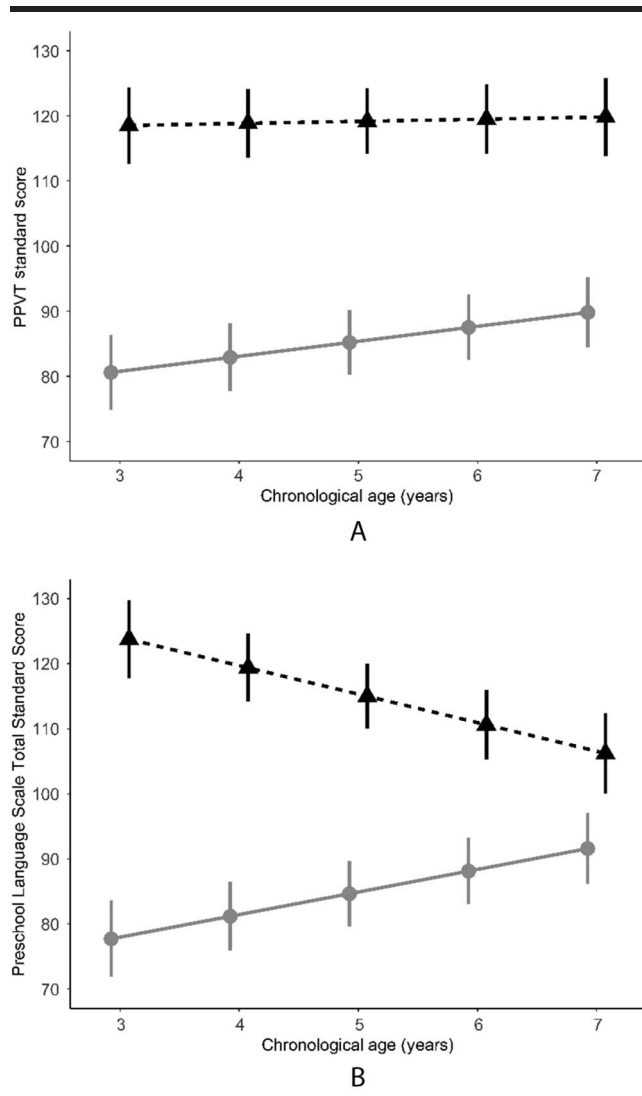 130
120
110
100
90
80
70
PPVT standard score
3 4 5 6 7
Chronological age (years)
A
130
120
110
100
90
80
70
Preschool Language Scale Total Standard Score
3 4 5 6 7
Chronological age (years)
B